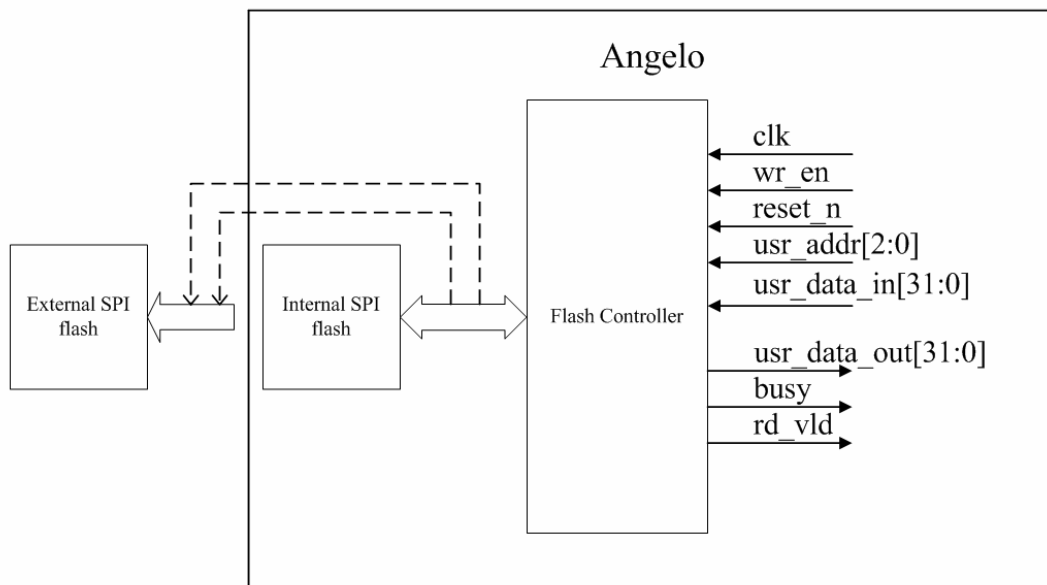 Angelo
clk
wr_en
reset_n
usr_addr[2:0]
usr_data_in[31:0]
External SPI
flash
Internal SPI
flash
Flash Controller
usr_data_out[31:0]
busy
rd_vld